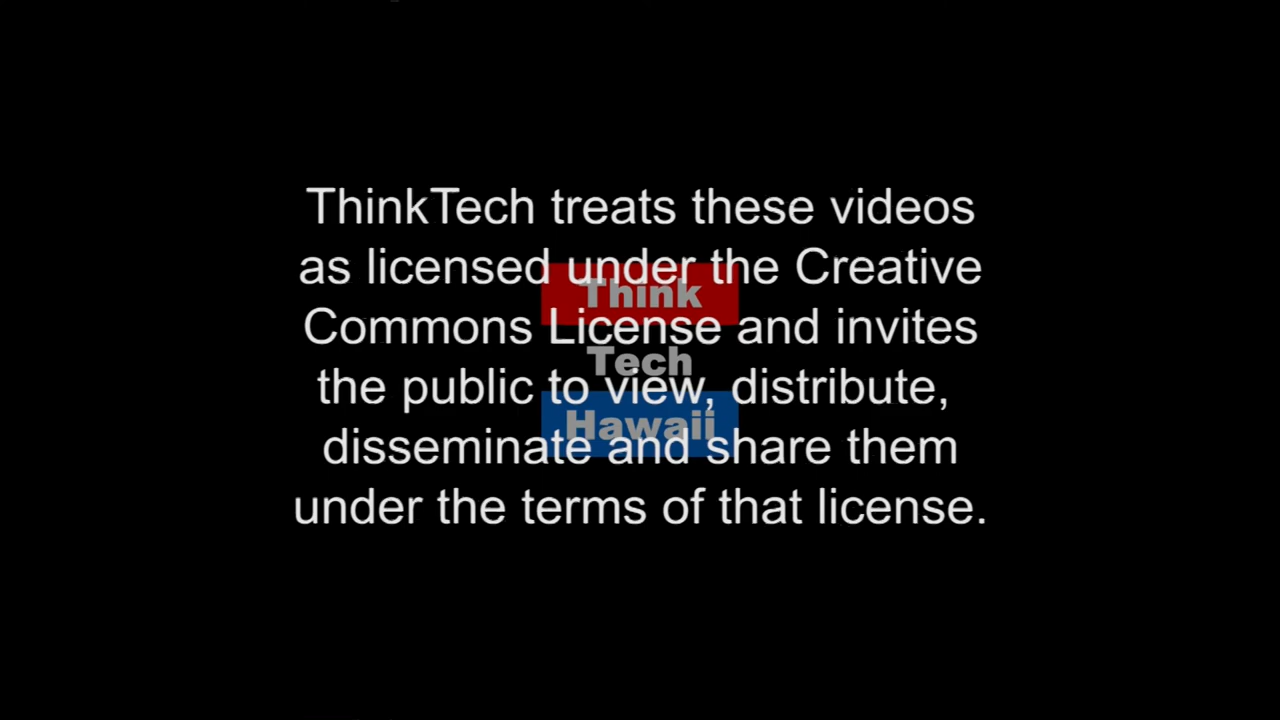 ThinkTech treats these videos
as licensed under the Creative
Think
Commons License and invites
Tech
the public to view, distribute,
Hawaii
disseminate and share them
under the terms of that license.